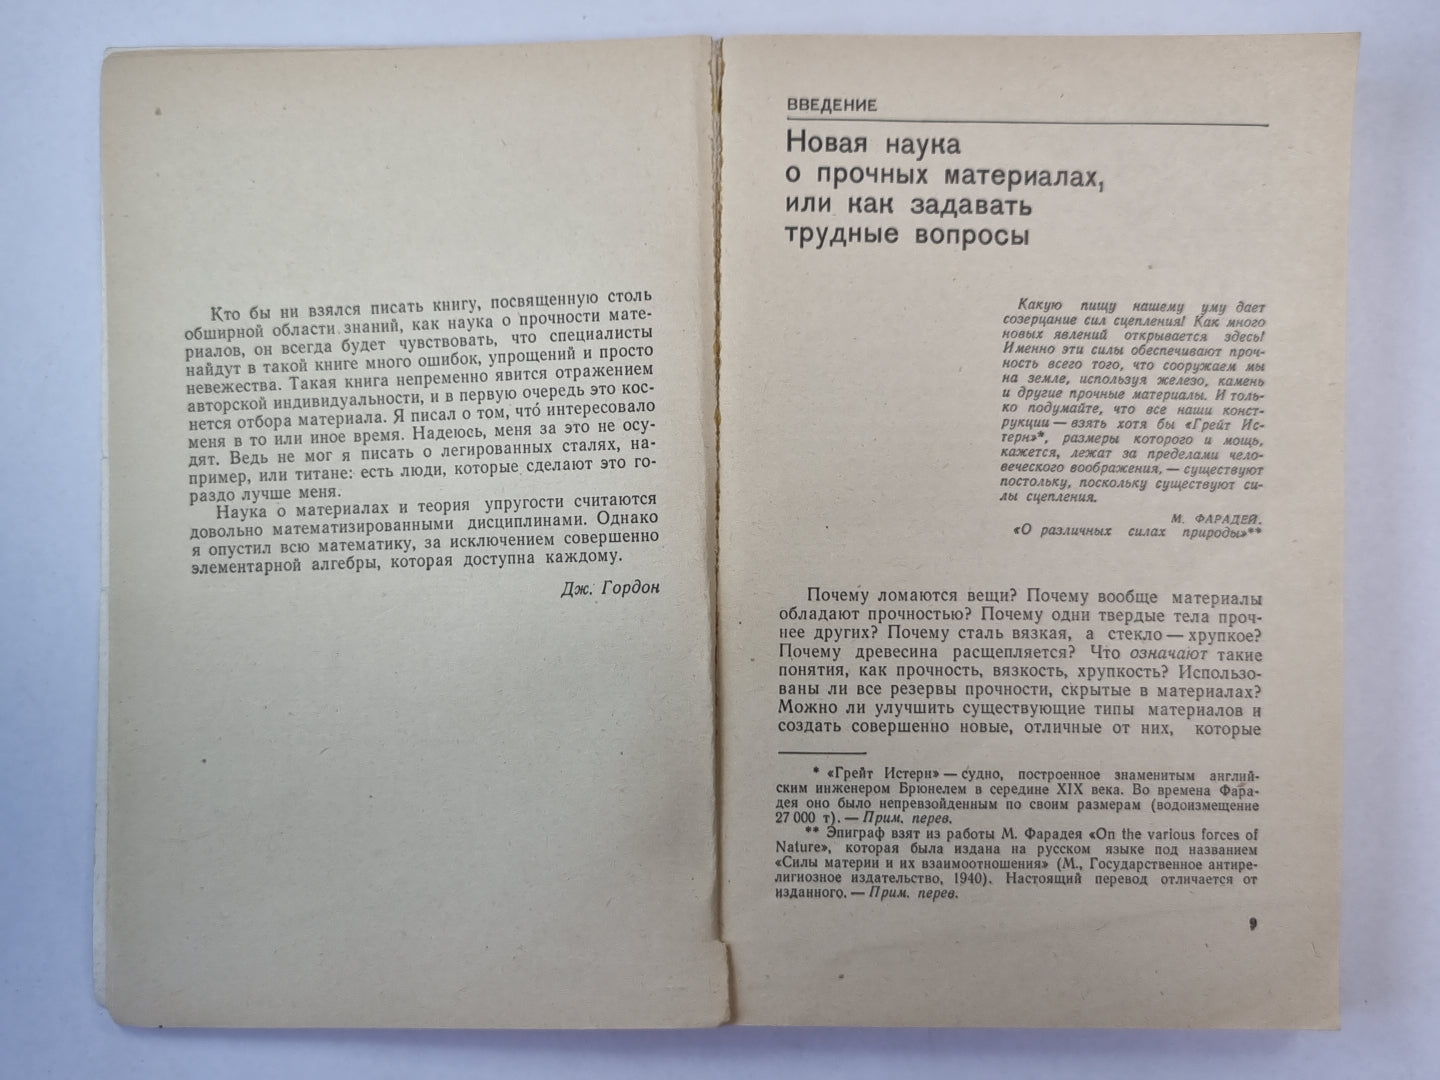 Кто бы ни взялся писать книгу, посвященную столь
обширной области знаний, как наука о прочности мате-
риалов, он всегда будет чувствовать, что специалисты
найдут в такой книге много ошибок, упрощений и просто
невежества. Такая книга непременно явится отражением
авторской индивидуальности, и в первую очередь это кос-
нется отбора материала. Я писал о том, что́ интересовало
меня в то или иное время. Надеюсь, меня за это не осу-
дят. Ведь не мог я писать о легированных сталях, на-
пример, или титане: есть люди, которые сделают это го-
раздо лучше меня.
Наука о материалах и теория упругости считаются
довольно математизированными дисциплинами. Однако
я опустил всю математику, за исключением совершенно
элементарной алгебры, которая доступна каждому.
Дж. Гордон
ВВЕДЕНИЕ
Новая наука
о прочных материалах,
или как задавать
трудные вопросы
Какую пищу нашему уму дает
созерцание сил сцепления! Как много
новых явлений открывается здесь!
Именно эти силы обеспечивают проч-
ность всего того, что сооружаем мы
на земле, используя железо, камень
и другие прочные материалы. И толь-
ко подумайте, что все наши конст-
рукции — взять хотя бы «Грейт Ис-
терн»*, размеры которого и мощь,
кажется, лежат за пределами чело-
веческого воображения, — существуют
постольку, поскольку существуют си-
лы сцепления.
М. ФАРАДЕЙ.
«О различных силах природы»**
Почему ломаются вещи? Почему вообще материалы
обладают прочностью? Почему одни твердые тела проч-
нее других? Почему сталь вязкая, а стекло — хрупкое?
Почему древесина расщепляется? Что означают такие
понятия, как прочность, вязкость, хрупкость? Использо-
ваны ли все резервы прочности, скрытые в материалах?
Можно ли улучшить существующие типы материалов и
создать совершенно новые, отличные от них, которые
* «Грейт Истерн» — судно, построенное знаменитым англий-
ским инженером Брюнелем в середине XIX века. Во времена Фара-
дея оно было непревзойденным по своим размерам (водоизмещение
27 000 т). — Прим. перев.
** Эпиграф взят из работы М. Фарадея «On the various forces of
Nature», которая была издана на русском языке под названием
«Силы материи и их взаимоотношения» (М., Государственное антире-
лигиозное издательство, 1940). Настоящий перевод отличается от
изданного. — Прим. перев.
9